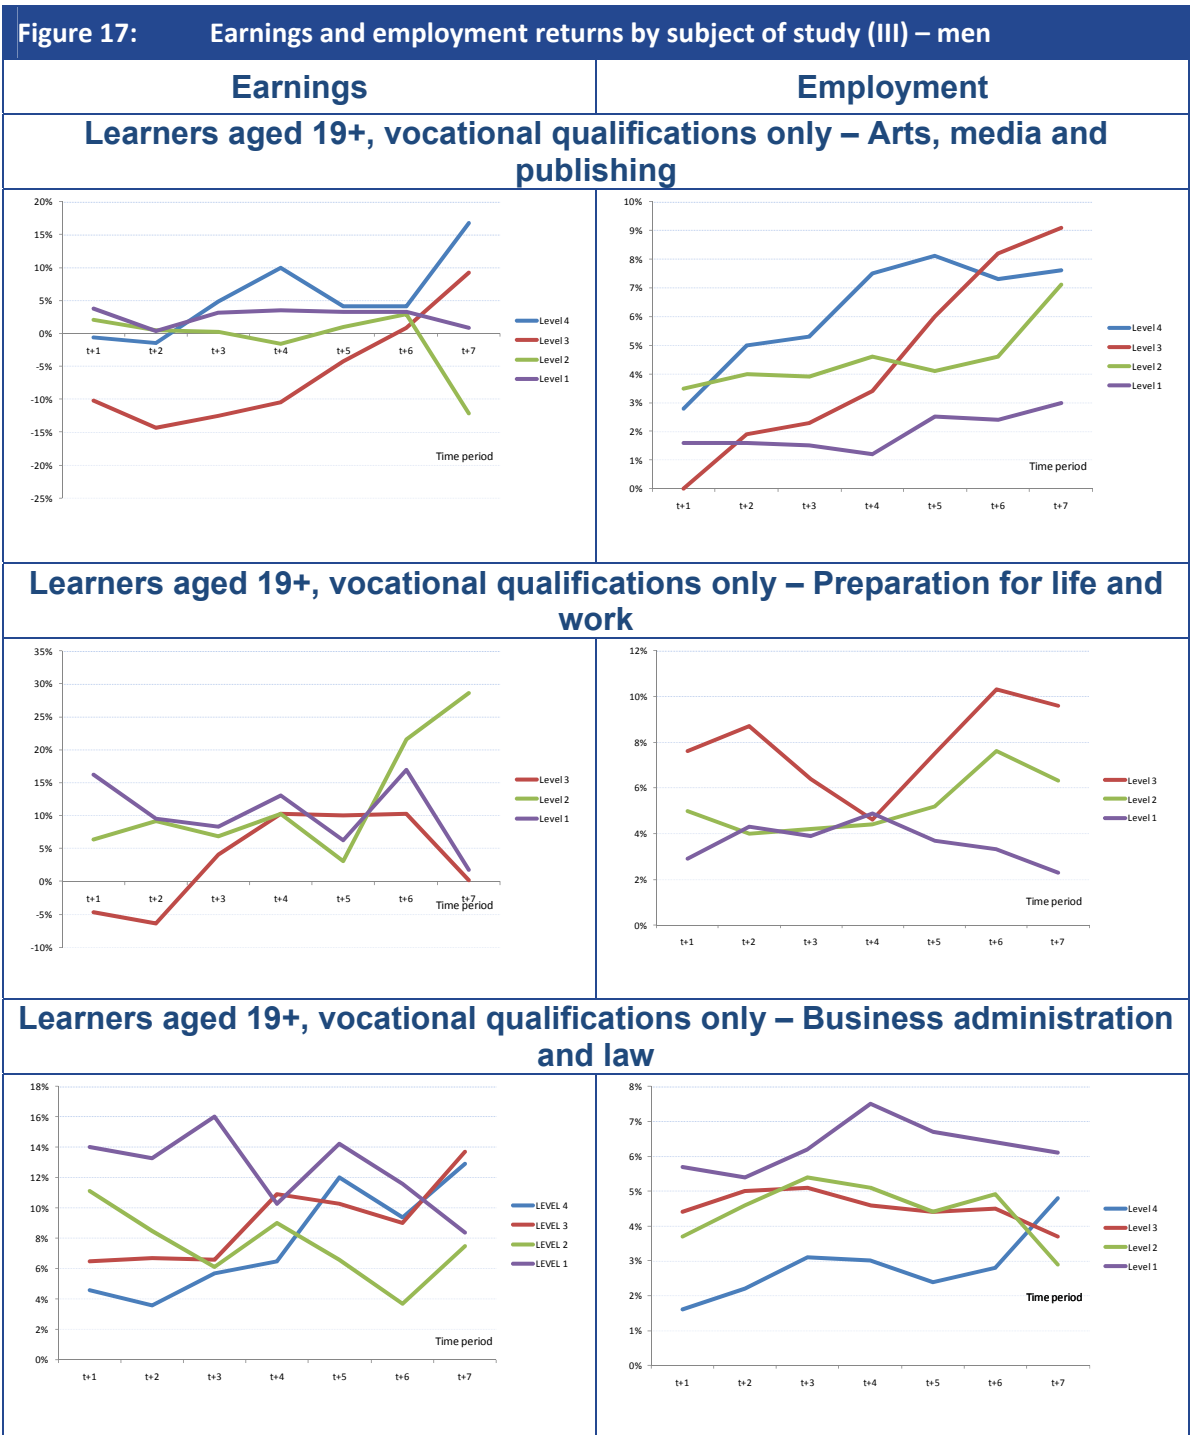 Figure 17: Earnings and employment returns by subject of study (III) – men
Earnings
Employment
Learners aged 19+, vocational qualifications only – Arts, media and
publishing
20%
15%
10%
5%
0%
-5%
-10%
-15%
-20%
-25%
t+1 t+2 t+3 t+4 t+5 t+6 t+7
Time period
Level 4
Level 3
Level 2
Level 1
10%
9%
8%
7%
6%
5%
4%
3%
2%
1%
0%
t+1 t+2 t+3 t+4 t+5 t+6 t+7
Time period
Level 4
Level 3
Level 2
Level 1
Learners aged 19+, vocational qualifications only – Preparation for life and
work
35%
30%
25%
20%
15%
10%
5%
0%
-5%
-10%
t+1 t+2 t+3 t+4 t+5 t+6 t+7
Time period
Level 3
Level 2
Level 1
12%
10%
8%
6%
4%
2%
0%
t+1 t+2 t+3 t+4 t+5 t+6 t+7
Time period
Level 3
Level 2
Level 1
Learners aged 19+, vocational qualifications only – Business administration
and law
18%
16%
14%
12%
10%
8%
6%
4%
2%
0%
t+1 t+2 t+3 t+4 t+5 t+6 t+7
Time period
LEVEL 4
LEVEL 3
LEVEL 2
LEVEL 1
8%
7%
6%
5%
4%
3%
2%
1%
0%
t+1 t+2 t+3 t+4 t+5 t+6 t+7
Time period
Level 4
Level 3
Level 2
Level 1